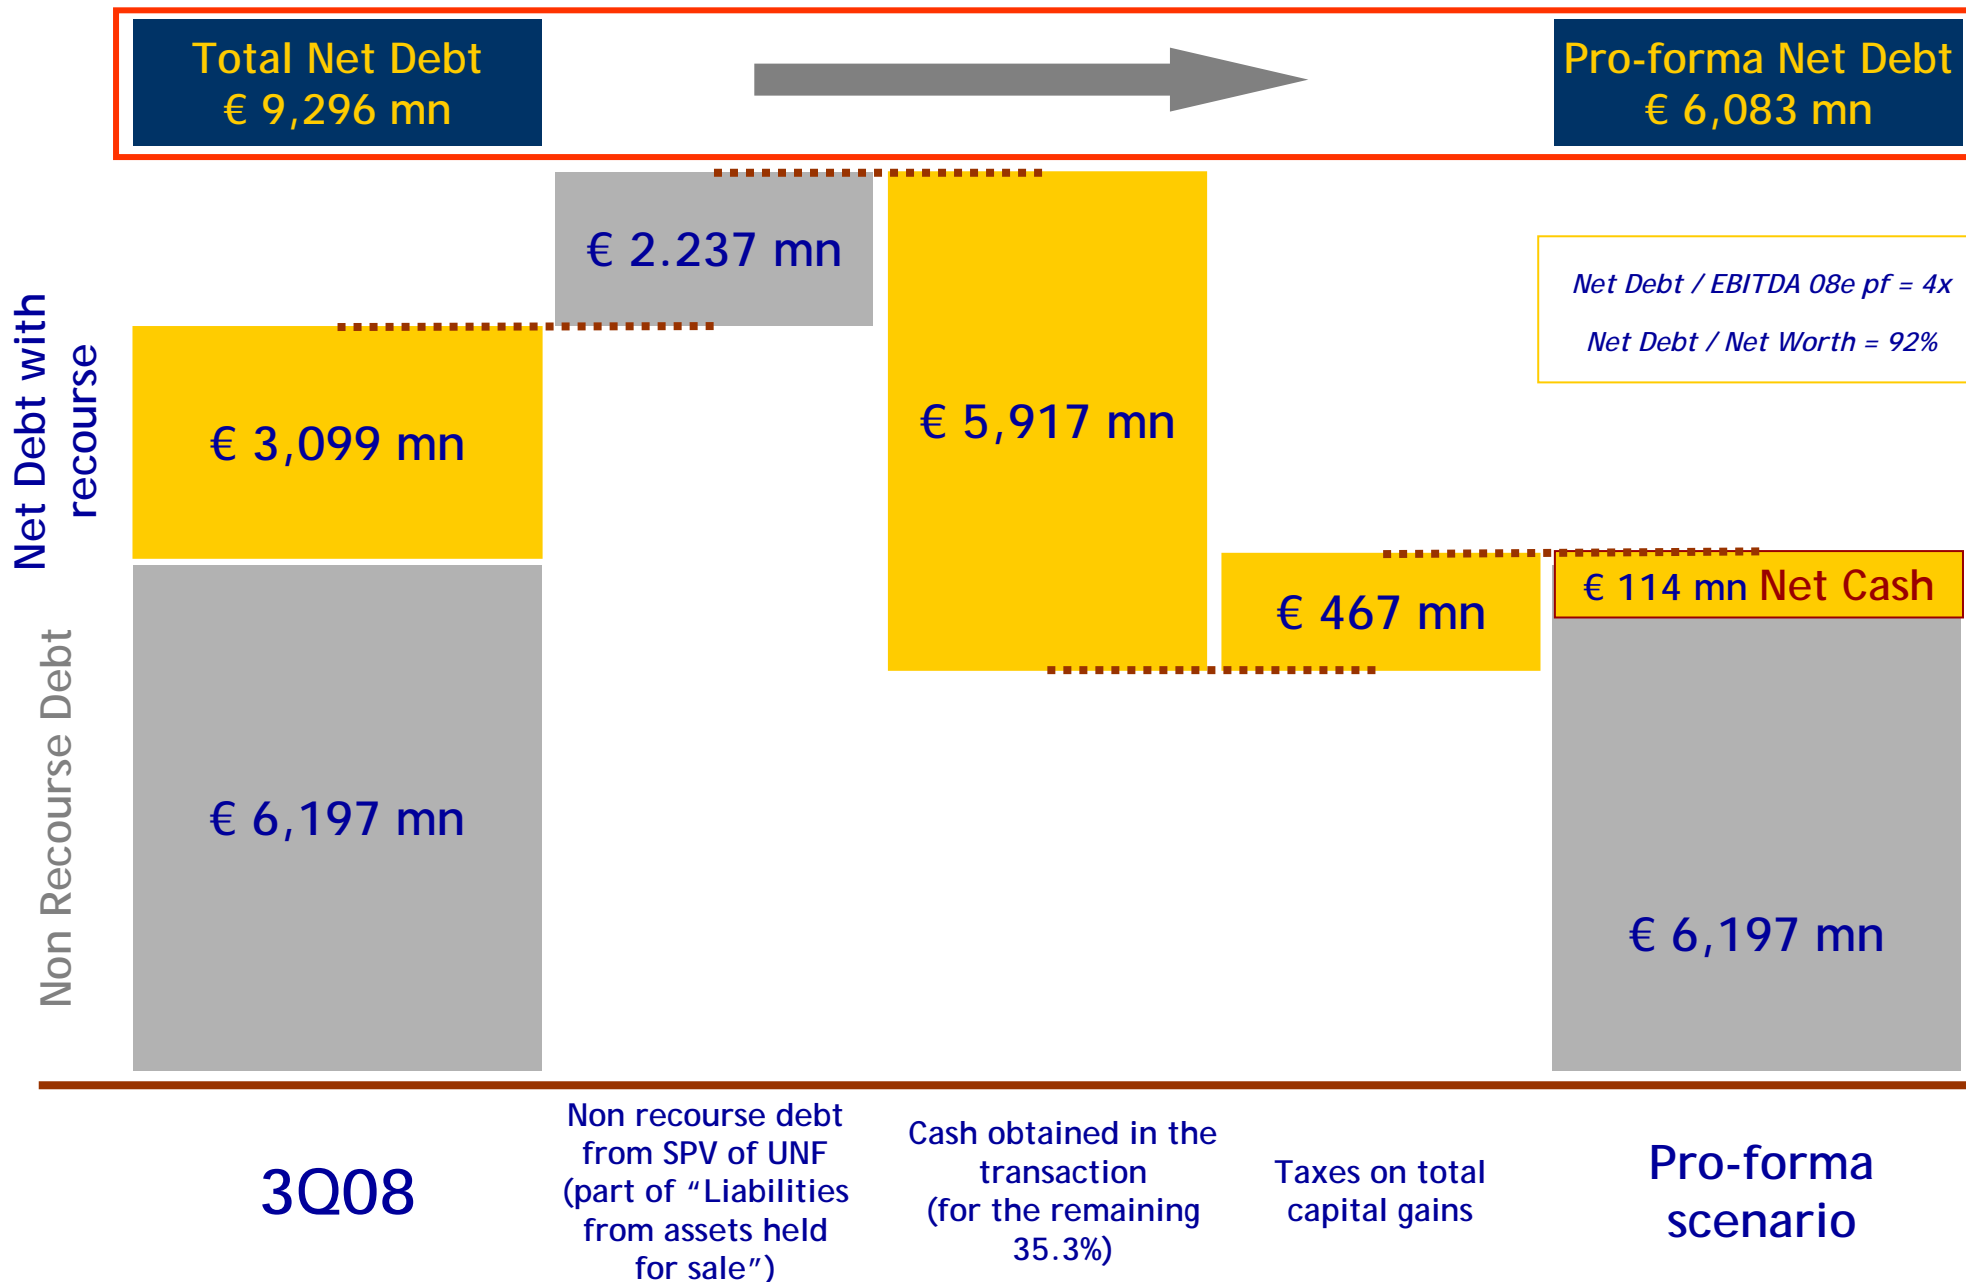 Total Net Debt
€ 9,296 mn
Pro-forma Net Debt
€ 6,083 mn
€ 2.237 mn
Net Debt / EBITDA 08e pf = 4x
Net Debt / Net Worth = 92%
Net Debt with
recourse
€ 3,099 mn
€ 5,917 mn
€ 467 mn
€ 114 mn Net Cash
Non Recourse Debt
€ 6,197 mn
€ 6,197 mn
3Q08
Non recourse debt
from SPV of UNF
(part of “Liabilities
from assets held
for sale”)
Cash obtained in the
transaction
(for the remaining
35.3%)
Taxes on total
capital gains
Pro-forma
scenario